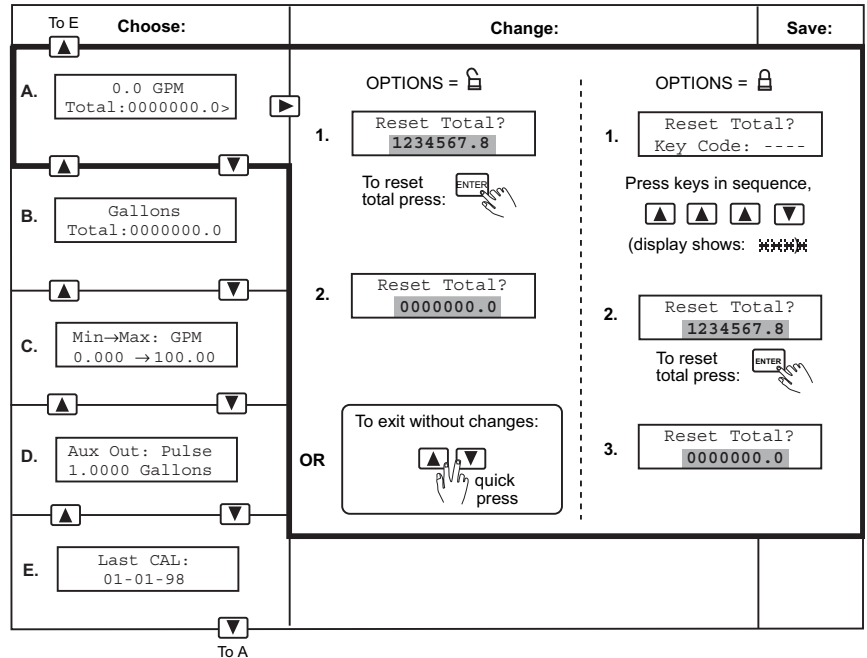 To E
Choose:
Change:
Save:
A.
0.0 GPM
Total:0000000.0>
B.
Gallons
Total:0000000.0
C.
Min→Max: GPM
0.000 →100.00
D.
Aux Out: Pulse
1.0000 Gallons
E.
Last CAL:
01-01-98
To A
OPTIONS =
1.
Reset Total?
1234567.8
To reset
total press:
ENTER
2.
Reset Total?
0000000.0
OR
To exit without changes:
quick
press
OPTIONS =
1.
Reset Total?
Key Code: ----
Press keys in sequence,
(display shows: ****)
2.
Reset Total?
1234567.8
To reset
total press:
ENTER
3.
Reset Total?
0000000.0